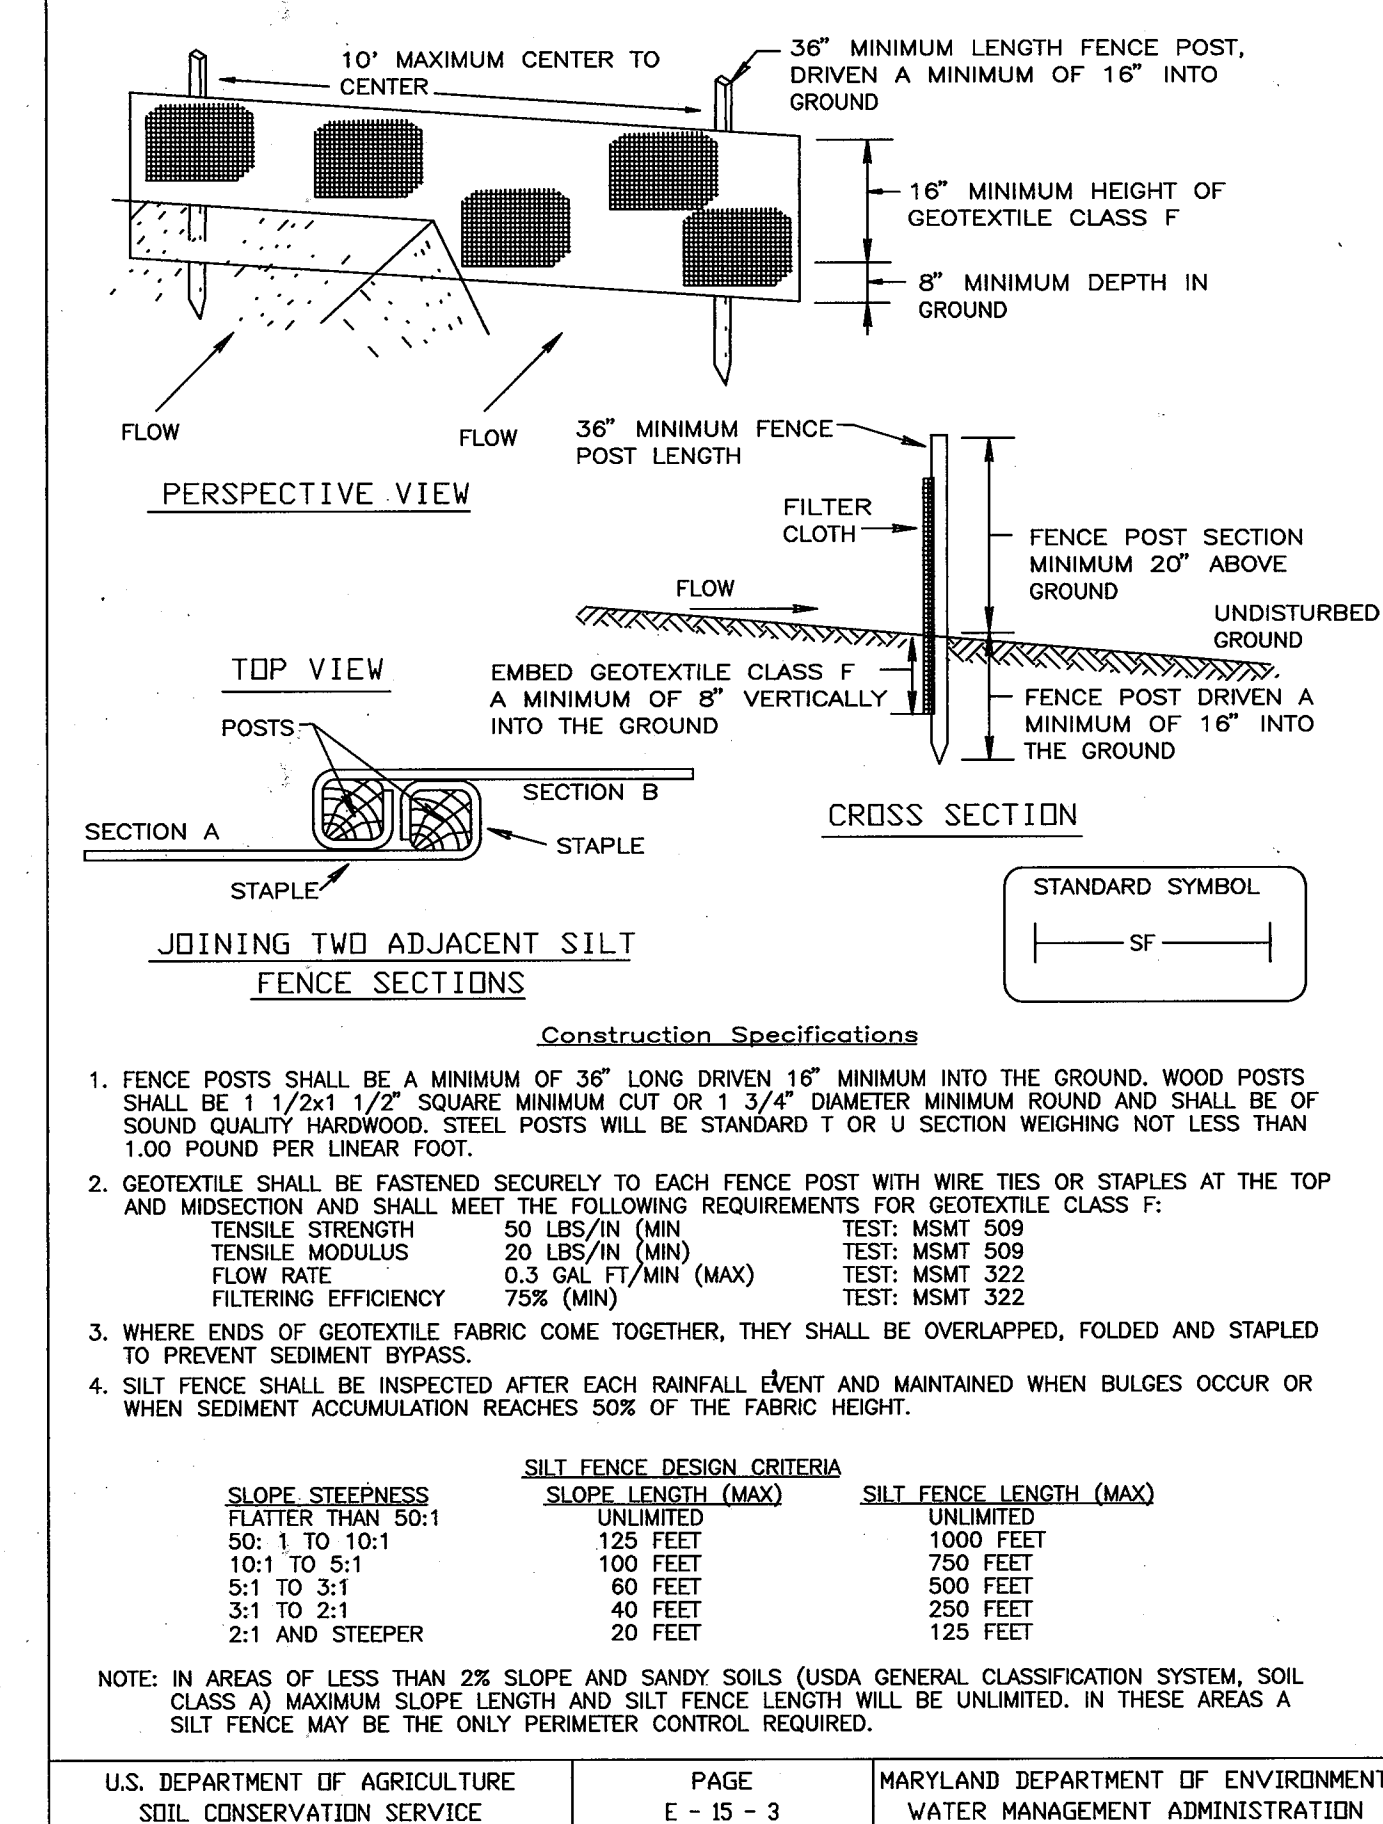 10' MAXIMUM CENTER TO
CENTER
36" MINIMUM LENGTH FENCE POST,
DRIVEN A MINIMUM OF 16" INTO
GROUND
16" MINIMUM HEIGHT OF
GEOTEXTILE CLASS F
8" MINIMUM DEPTH IN
GROUND
FLOW
FLOW
PERSPECTIVE VIEW
36" MINIMUM FENCE
POST LENGTH
FILTER
CLOTH
FLOW
FENCE POST SECTION
MINIMUM 20" ABOVE
GROUND
UNDISTURBED
GROUND
EMBED GEOTEXTILE CLASS F
A MINIMUM OF 8" VERTICALLY
INTO THE GROUND
FENCE POST DRIVEN A
MINIMUM OF 16" INTO
THE GROUND
CROSS SECTION
TOP VIEW
POSTS
SECTION B
SECTION A
STAPLE
STAPLE
JOINING TWO ADJACENT SILT
FENCE SECTIONS
STANDARD SYMBOL
SF
Construction Specifications
1. FENCE POSTS SHALL BE A MINIMUM OF 36" LONG DRIVEN 16" MINIMUM INTO THE GROUND. WOOD POSTS
SHALL BE 1 1/2x1 1/2" SQUARE MINIMUM CUT OR 1 3/4" DIAMETER MINIMUM ROUND AND SHALL BE OF
SOUND QUALITY HARDWOOD. STEEL POSTS WILL BE STANDARD T OR U SECTION WEIGHING NOT LESS THAN
1.00 POUND PER LINEAR FOOT.
2. GEOTEXTILE SHALL BE FASTENED SECURELY TO EACH FENCE POST WITH WIRE TIES OR STAPLES AT THE TOP
AND MIDSECTION AND SHALL MEET THE FOLLOWING REQUIREMENTS FOR GEOTEXTILE CLASS F:
TENSILE STRENGTH 50 LBS/IN (MIN TEST: MSMT 509
TENSILE MODULUS 20 LBS/IN (MIN) TEST: MSMT 509
FLOW RATE 0.3 GAL FT/MIN (MAX) TEST: MSMT 322
FILTERING EFFICIENCY 75% (MIN) TEST: MSMT 322
3. WHERE ENDS OF GEOTEXTILE FABRIC COME TOGETHER, THEY SHALL BE OVERLAPPED, FOLDED AND STAPLED
TO PREVENT SEDIMENT BYPASS.
4. SILT FENCE SHALL BE INSPECTED AFTER EACH RAINFALL EVENT AND MAINTAINED WHEN BULGES OCCUR OR
WHEN SEDIMENT ACCUMULATION REACHES 50% OF THE FABRIC HEIGHT.
SILT FENCE DESIGN CRITERIA
SLOPE STEEPNESS SLOPE LENGTH (MAX) SILT FENCE LENGTH (MAX)
FLATTER THAN 50:1 UNLIMITED UNLIMITED
50: 1 TO 10:1 125 FEET 1000 FEET
10:1 TO 5:1 100 FEET 750 FEET
5:1 TO 3:1 60 FEET 500 FEET
3:1 TO 2:1 40 FEET 250 FEET
2:1 AND STEEPER 20 FEET 125 FEET
NOTE: IN AREAS OF LESS THAN 2% SLOPE AND SANDY SOILS (USDA GENERAL CLASSIFICATION SYSTEM, SOIL
CLASS A) MAXIMUM SLOPE LENGTH AND SILT FENCE LENGTH WILL BE UNLIMITED. IN THESE AREAS A
SILT FENCE MAY BE THE ONLY PERIMETER CONTROL REQUIRED.
U.S. DEPARTMENT OF AGRICULTURE
SOIL CONSERVATION SERVICE
PAGE
E - 15 - 3
MARYLAND DEPARTMENT OF ENVIRONMENT
WATER MANAGEMENT ADMINISTRATION